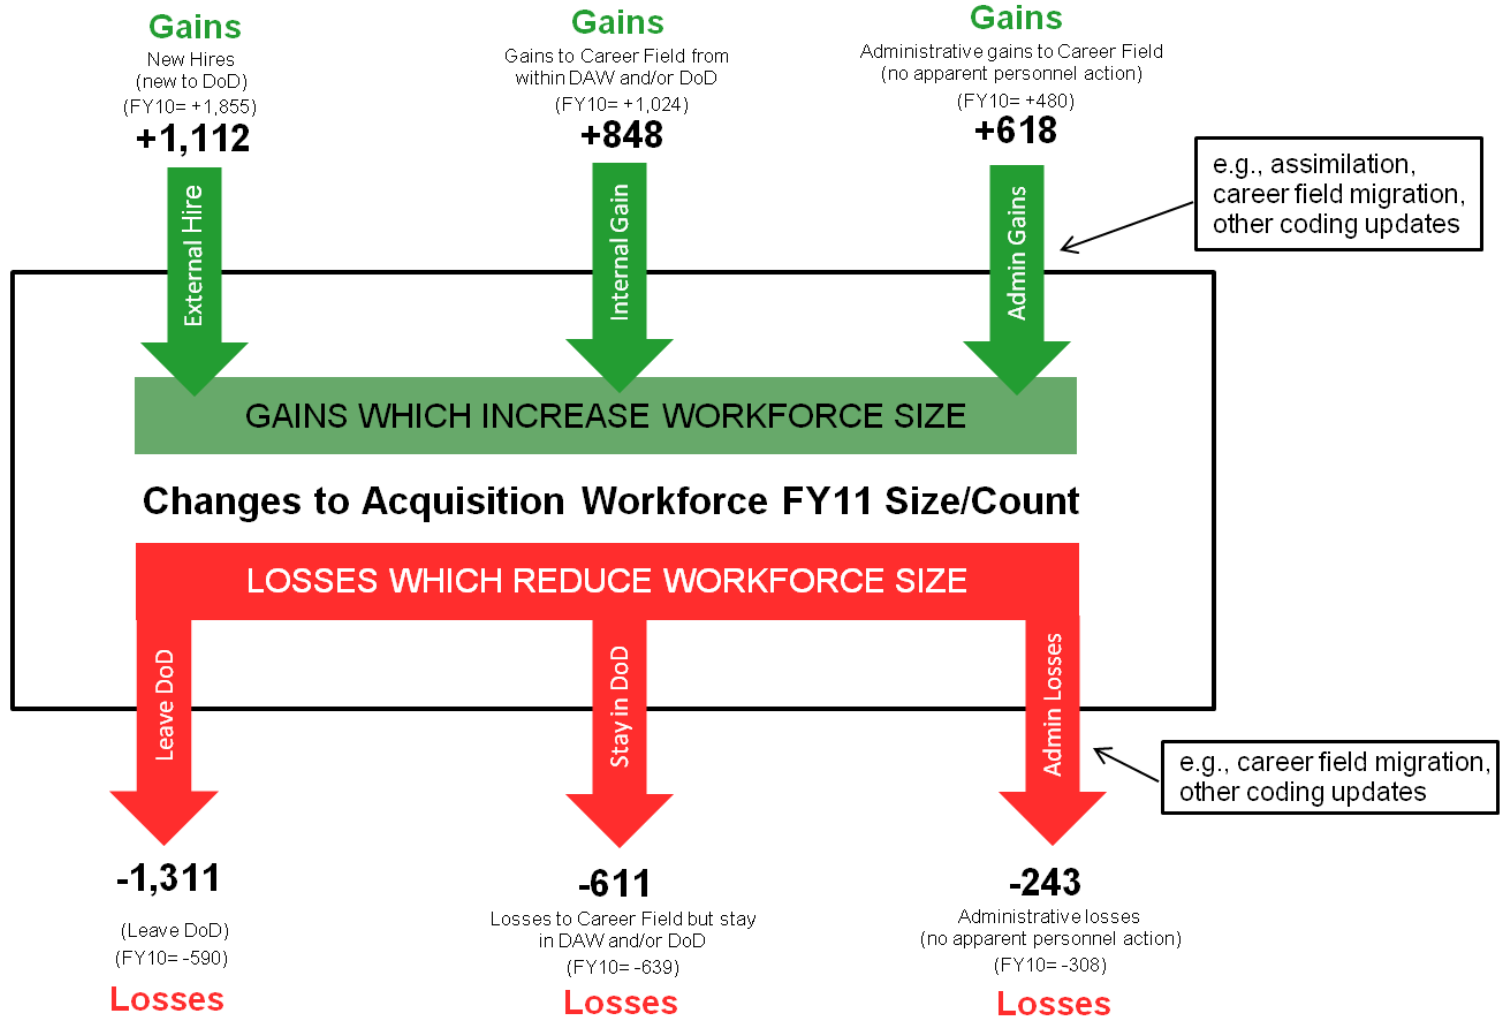 Gains
New Hires
(new to DoD)
(FY10= +1,855)
+1,112
Gains
Gains to Career Field from
within DAW and/or DoD
(FY10= +1,024)
+848
Gains
Administrative gains to Career Field
(no apparent personnel action)
(FY10= +480)
+618
e.g., assimilation,
career field migration,
other coding updates
External Hire
Internal Gain
Admin Gains
GAINS WHICH INCREASE WORKFORCE SIZE
Changes to Acquisition Workforce FY11 Size/Count
LOSSES WHICH REDUCE WORKFORCE SIZE
Leave DoD
Stay in DoD
Admin Losses
e.g., career field migration,
other coding updates
-1,311
(Leave DoD)
(FY10= -590)
Losses
-611
Losses to Career Field but stay
in DAW and/or DoD
(FY10= -639)
Losses
-243
Administrative losses
(no apparent personnel action)
(FY10= -308)
Losses